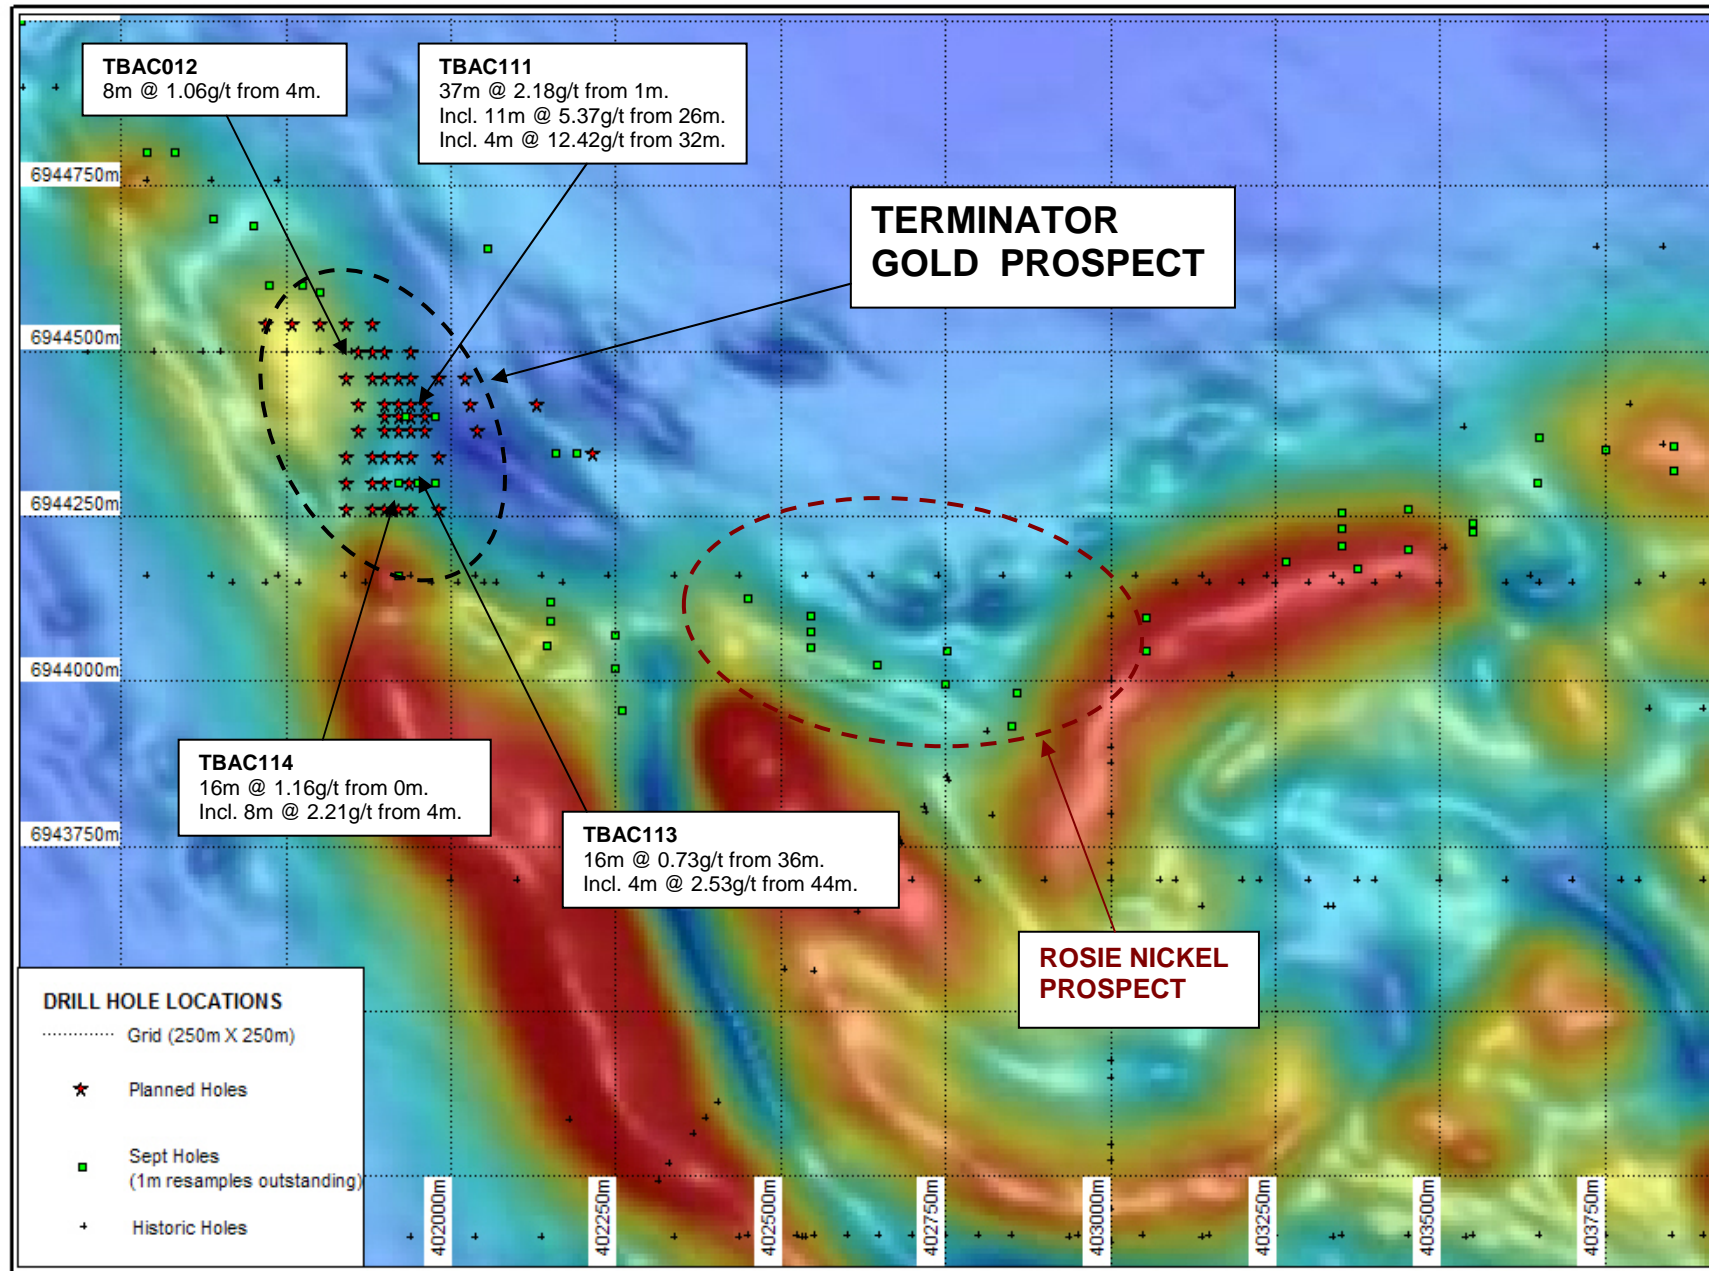 TBAC012
8m @ 1.06g/t from 4m.
TBAC111
37m @ 2.18g/t from 1m.
Incl. 11m @ 5.37g/t from 26m.
Incl. 4m @ 12.42g/t from 32m.
6944750m
TERMINATOR
GOLD PROSPECT
6944500m
6944250m
6944000m
TBAC114
16m @ 1.16g/t from 0m.
Incl. 8m @ 2.21g/t from 4m.
6943750m
TBAC113
16m @ 0.73g/t from 36m.
Incl. 4m @ 2.53g/t from 44m.
ROSIE NICKEL
PROSPECT
DRILL HOLE LOCATIONS
Grid (250m X 250m)
Planned Holes
Sept Holes
(1m resamples outstanding)
Historic Holes
402000m
402250m
402500m
402750m
403000m
403250m
403500m
403750m